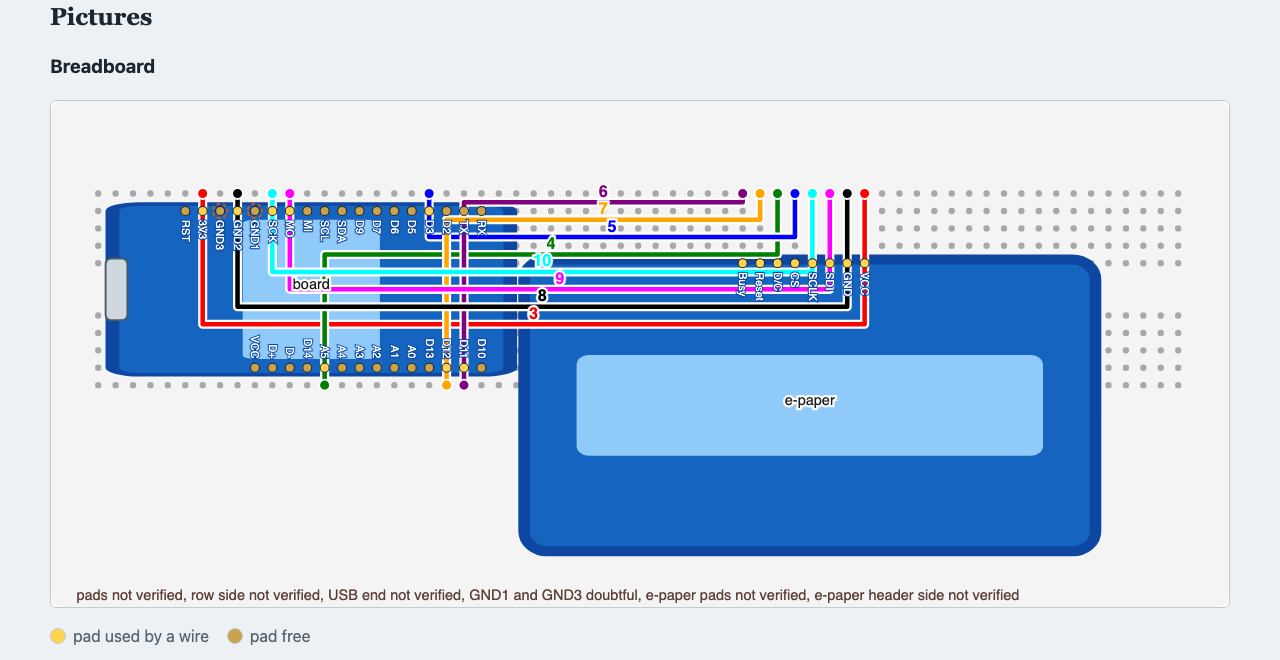 Pictures
Breadboard
6
7
5
4
10
9
8
3
RST 3V3 GND3 GND2 GND1 SCK MO MI SCL SDA D9 D7 D6 D5 D3 D2 TX RX
board
Busy Reset D/C CS SCLK SDI GND VCC
VCC D+ D- D14 A5 A4 A3 A2 A1 A0 D13 D12 D11 D10
e-paper
pads not verified, row side not verified, USB end not verified, GND1 and GND3 doubtful, e-paper pads not verified, e-paper header side not verified
pad used by a wire pad free